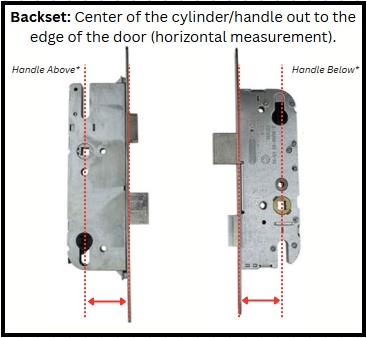 Backset: Center of the cylinder/handle out to the
edge of the door (horizontal measurement).
Handle Above*
Handle Below*